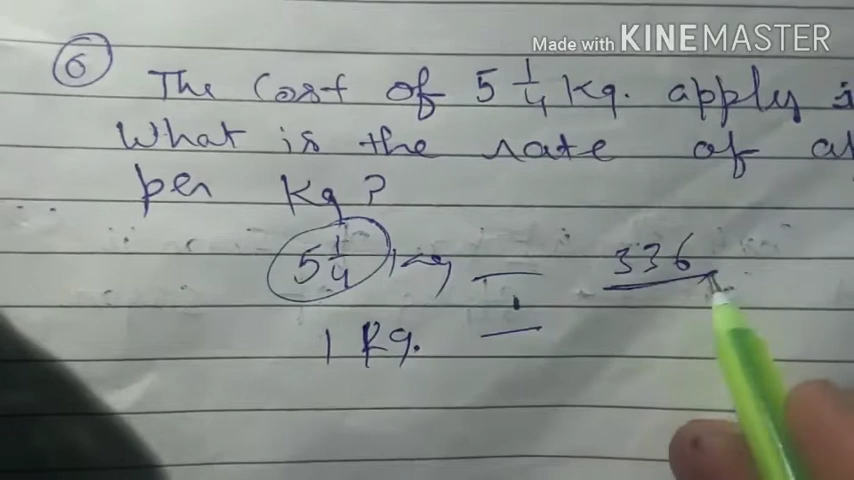 Made with KINEMASTER
6 The Cost of 5 1/4 Kg. apply
What is the rate of
per Kg?
5 1/4 Kg = 336
1 Kg. =